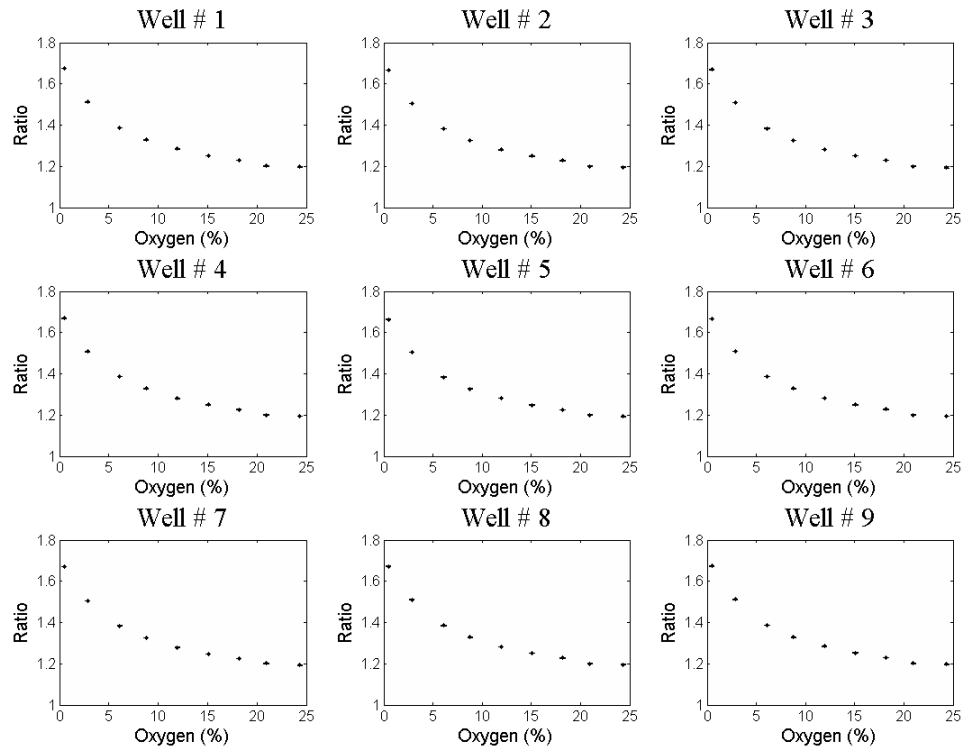 Well # 1 Well # 2 Well # 3
1.8 1.8 1.8
1.6 1.6 1.6
1.4 1.4 1.4
1.2 1.2 1.2
1 1 1
Ratio Ratio Ratio
0 5 10 15 20 25 0 5 10 15 20 25 0 5 10 15 20 25
Oxygen (%) Oxygen (%) Oxygen (%)
Well # 4 Well # 5 Well # 6
1.8 1.8 1.8
1.6 1.6 1.6
1.4 1.4 1.4
1.2 1.2 1.2
1 1 1
Ratio Ratio Ratio
0 5 10 15 20 25 0 5 10 15 20 25 0 5 10 15 20 25
Oxygen (%) Oxygen (%) Oxygen (%)
Well # 7 Well # 8 Well # 9
1.8 1.8 1.8
1.6 1.6 1.6
1.4 1.4 1.4
1.2 1.2 1.2
1 1 1
Ratio Ratio Ratio
0 5 10 15 20 25 0 5 10 15 20 25 0 5 10 15 20 25
Oxygen (%) Oxygen (%) Oxygen (%)